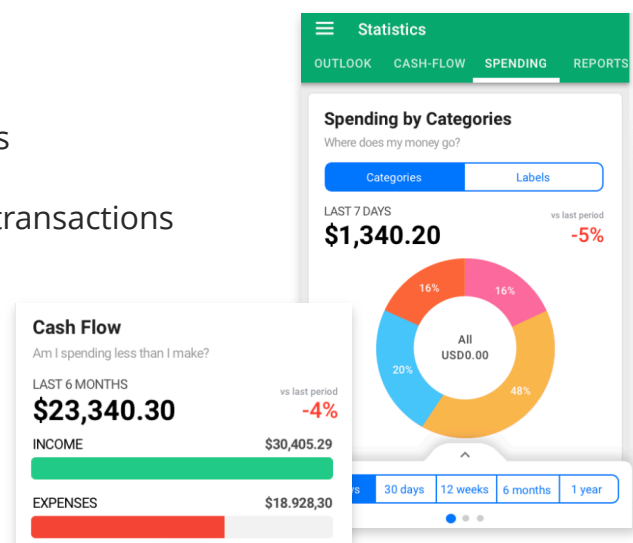 transactions
Statistics
OUTLOOK CASH-FLOW SPENDING REPORTS
Spending by Categories
Where does my money go?
Categories Labels
LAST 7 DAYS vs last period
$1,340.20 -5%
16% 16%
All
USD0.00
20%
48%
30 days 12 weeks 6 months 1 year
Cash Flow
Am I spending less than I make?
LAST 6 MONTHS vs last period
$23,340.30 -4%
INCOME $30,405.29
EXPENSES $18.928,30